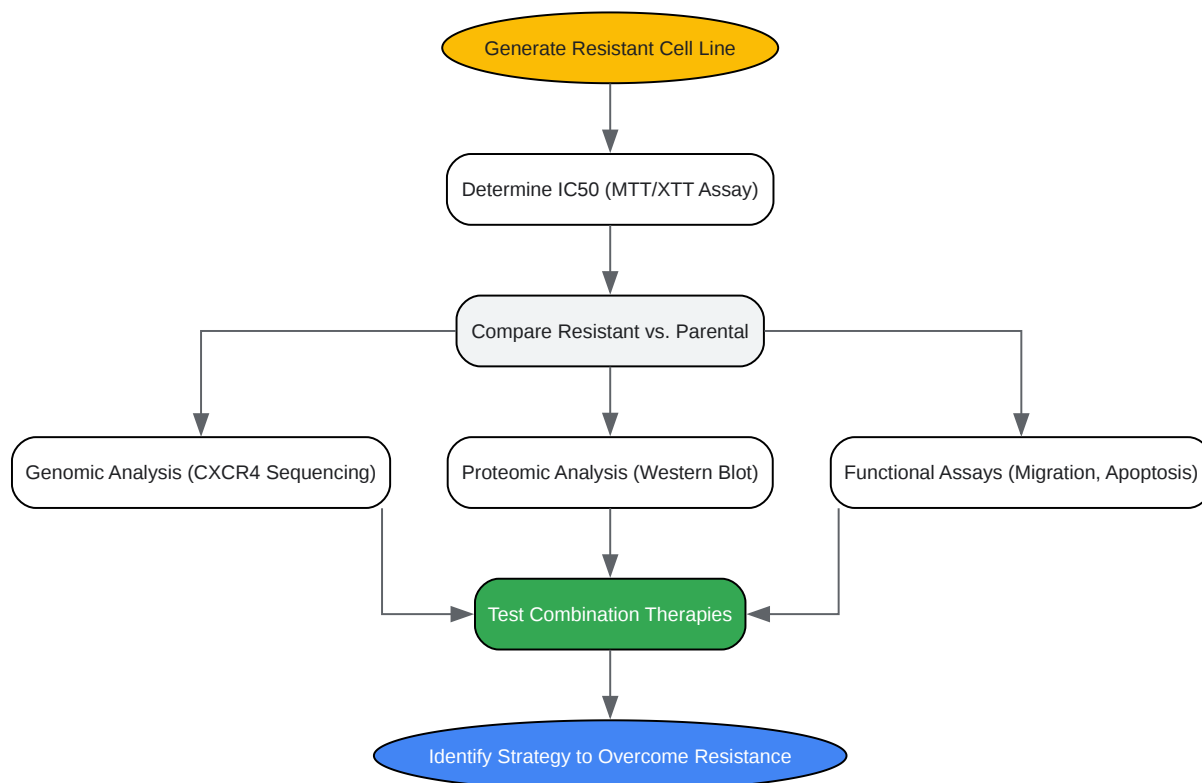 Generate Resistant Cell Line
Determine IC50 (MTT/XTT Assay)
Compare Resistant vs. Parental
Genomic Analysis (CXCR4 Sequencing)
Proteomic Analysis (Western Blot)
Functional Assays (Migration, Apoptosis)
Test Combination Therapies
Identify Strategy to Overcome Resistance